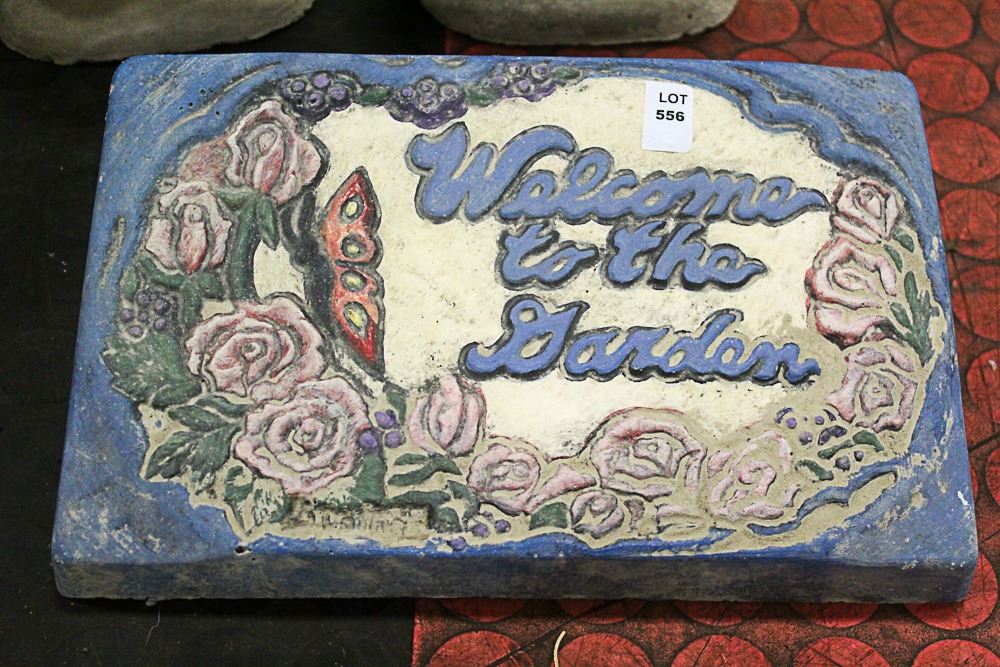 LOT
556
Welcome
to the
Garden